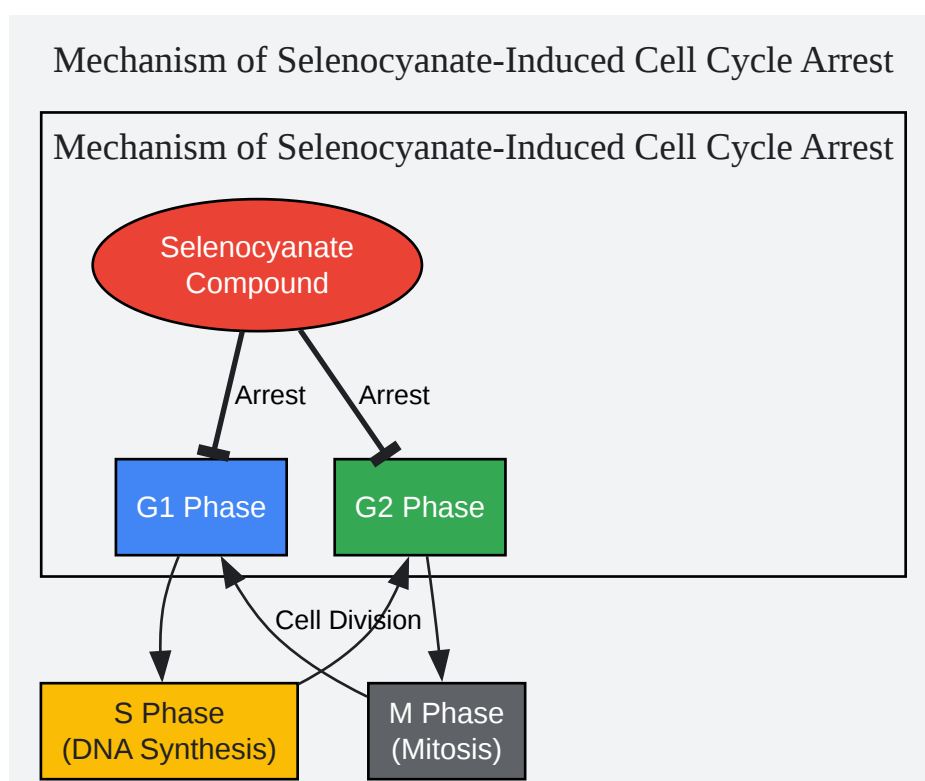 Mechanism of Selenocyanate-Induced Cell Cycle Arrest
Mechanism of Selenocyanate-Induced Cell Cycle Arrest
Selenocyanate
Compound
Arrest
Arrest
G1 Phase
G2 Phase
Cell Division
S Phase
(DNA Synthesis)
M Phase
(Mitosis)